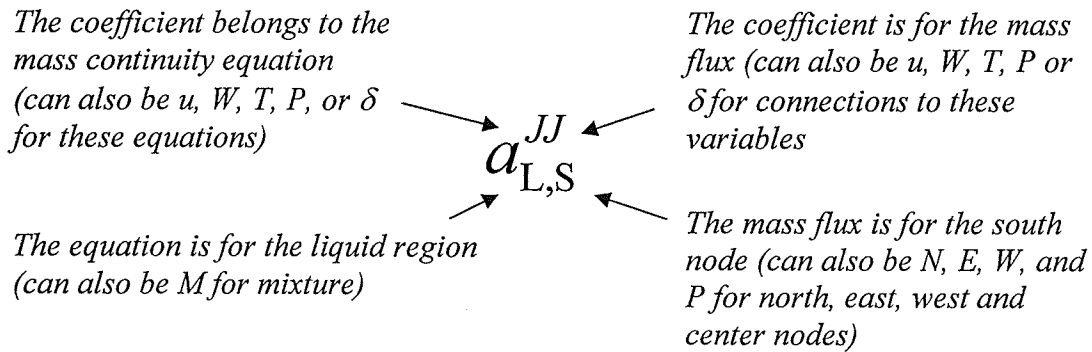 The coefficient belongs to the
mass continuity equation
(can also be u, W, T, P, or δ
for these equations)
The coefficient is for the mass
flux (can also be u, W, T, P or
δ for connections to these
variables
a_{L,S}^{JJ}
The equation is for the liquid region
(can also be M for mixture)
The mass flux is for the south
node (can also be N, E, W, and
P for north, east, west and
center nodes)